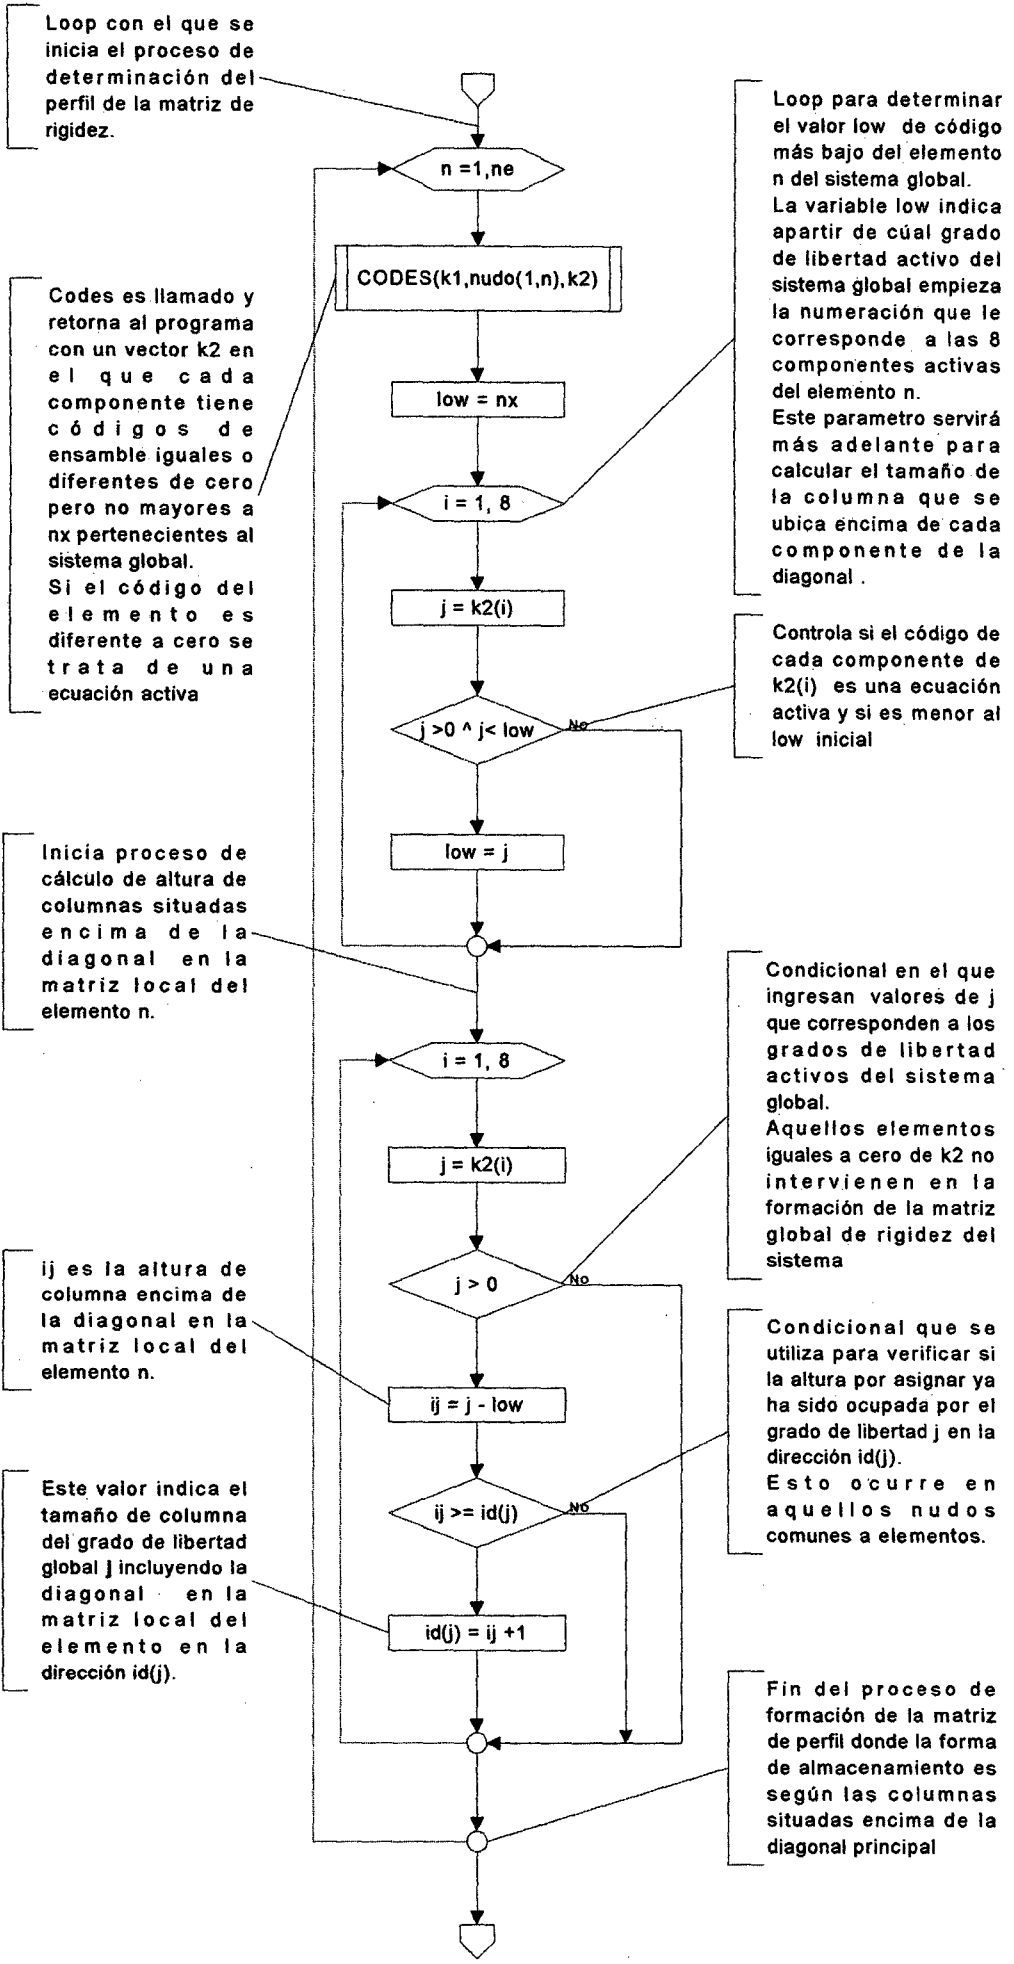 Loop con el que se
inicia el proceso de
determinación del
perfil de la matriz de
rigidez.
n =1,ne
CODES(k1,nudo(1,n),k2)
Codes es llamado y
retorna al programa
con un vector k2 en
el que cada
componente tiene
códigos de
ensamble iguales o
diferentes de cero
pero no mayores a
nx pertenecientes al
sistema global.
Si el código del
elemento es
diferente a cero se
trata de una
ecuación activa
low = nx
i = 1, 8
Loop para determinar
el valor low de código
más bajo del elemento
n del sistema global.
La variable low indica
apartir de cúal grado
de libertad activo del
sistema global empieza
la numeración que le
corresponde a las 8
componentes activas
del elemento n.
Este parametro servirá
más adelante para
calcular el tamaño de
la columna que se
ubica encima de cada
componente de la
diagonal .
j = k2(i)
j >0 ^ j< low
No
Controla si el código de
cada componente de
k2(i) es una ecuación
activa y si es menor al
low inicial
low = j
Inicia proceso de
cálculo de altura de
columnas situadas
encima de la
diagonal en la
matriz local del
elemento n.
i = 1, 8
j = k2(i)
j > 0
No
Condicional en el que
ingresan valores de j
que corresponden a los
grados de libertad
activos del sistema
global.
Aquellos elementos
iguales a cero de k2 no
intervienen en la
formación de la matriz
global de rigidez del
sistema
ij es la altura de
columna encima de
la diagonal en la
matriz local del
elemento n.
ij = j - low
ij >= id(j)
No
Condicional que se
utiliza para verificar si
la altura por asignar ya
ha sido ocupada por el
grado de libertad j en la
dirección id(j).
Esto ocurre en
aquellos nudos
comunes a elementos.
Este valor indica el
tamaño de columna
del grado de libertad
global j incluyendo la
diagonal en la
matriz local del
elemento en la
dirección id(j).
id(j) = ij +1
Fin del proceso de
formación de la matriz
de perfil donde la forma
de almacenamiento es
según las columnas
situadas encima de la
diagonal principal